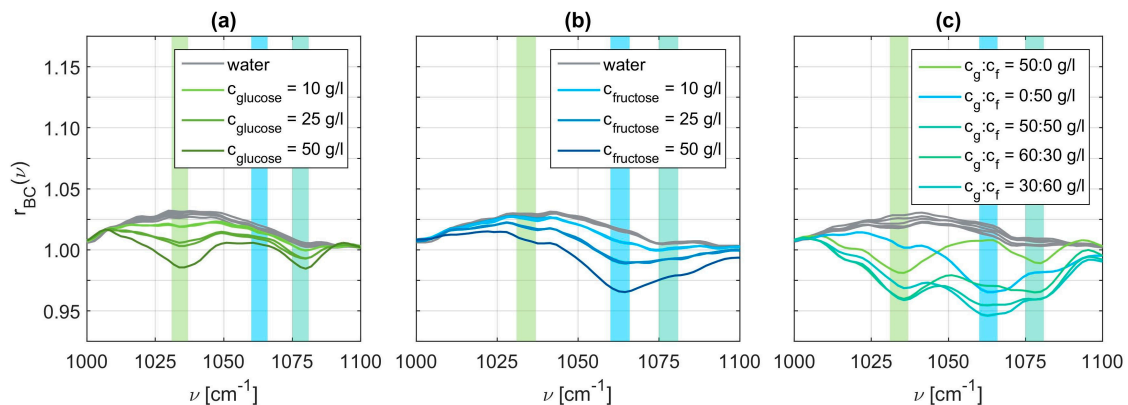 (a)
(b)
(c)
r_BC(ν)
1.15
1.10
1.05
1.00
0.95
water
c_glucose = 10 g/l
c_glucose = 25 g/l
c_glucose = 50 g/l
water
c_fructose = 10 g/l
c_fructose = 25 g/l
c_fructose = 50 g/l
c_g:c_f = 50:0 g/l
c_g:c_f = 0:50 g/l
c_g:c_f = 50:50 g/l
c_g:c_f = 60:30 g/l
c_g:c_f = 30:60 g/l
1000 1025 1050 1075 1100
1000 1025 1050 1075 1100
1000 1025 1050 1075 1100
ν [cm⁻¹]
ν [cm⁻¹]
ν [cm⁻¹]